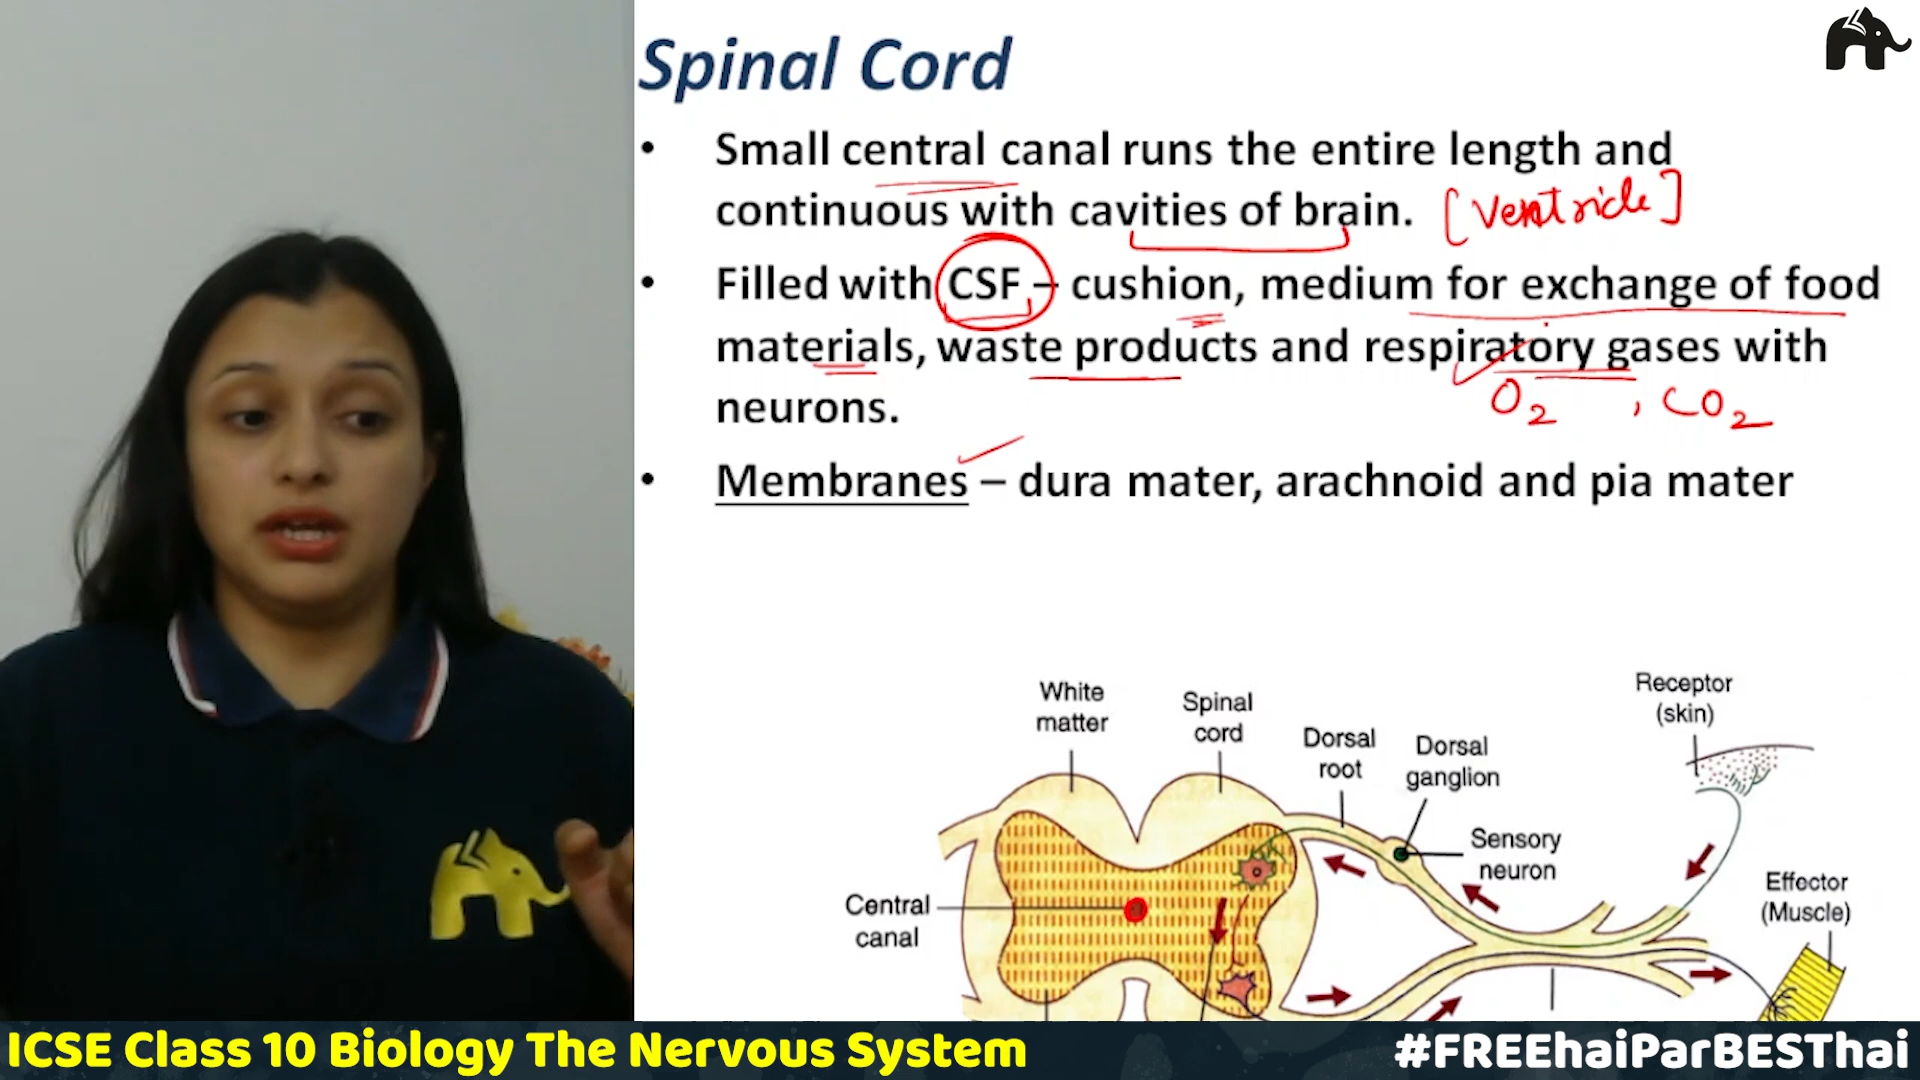 Spinal Cord
• Small central canal runs the entire length and
continuous with cavities of brain. [Ventricle]
• Filled with CSF – cushion, medium for exchange of food
materials, waste products and respiratory gases with
O2 , CO2
neurons.
• Membranes – dura mater, arachnoid and pia mater
White
matter
Spinal
cord
Dorsal
root
Dorsal
ganglion
Receptor
(skin)
Sensory
neuron
Effector
(Muscle)
Central
canal
ICSE Class 10 Biology The Nervous System
#FREEhaiParBESThai